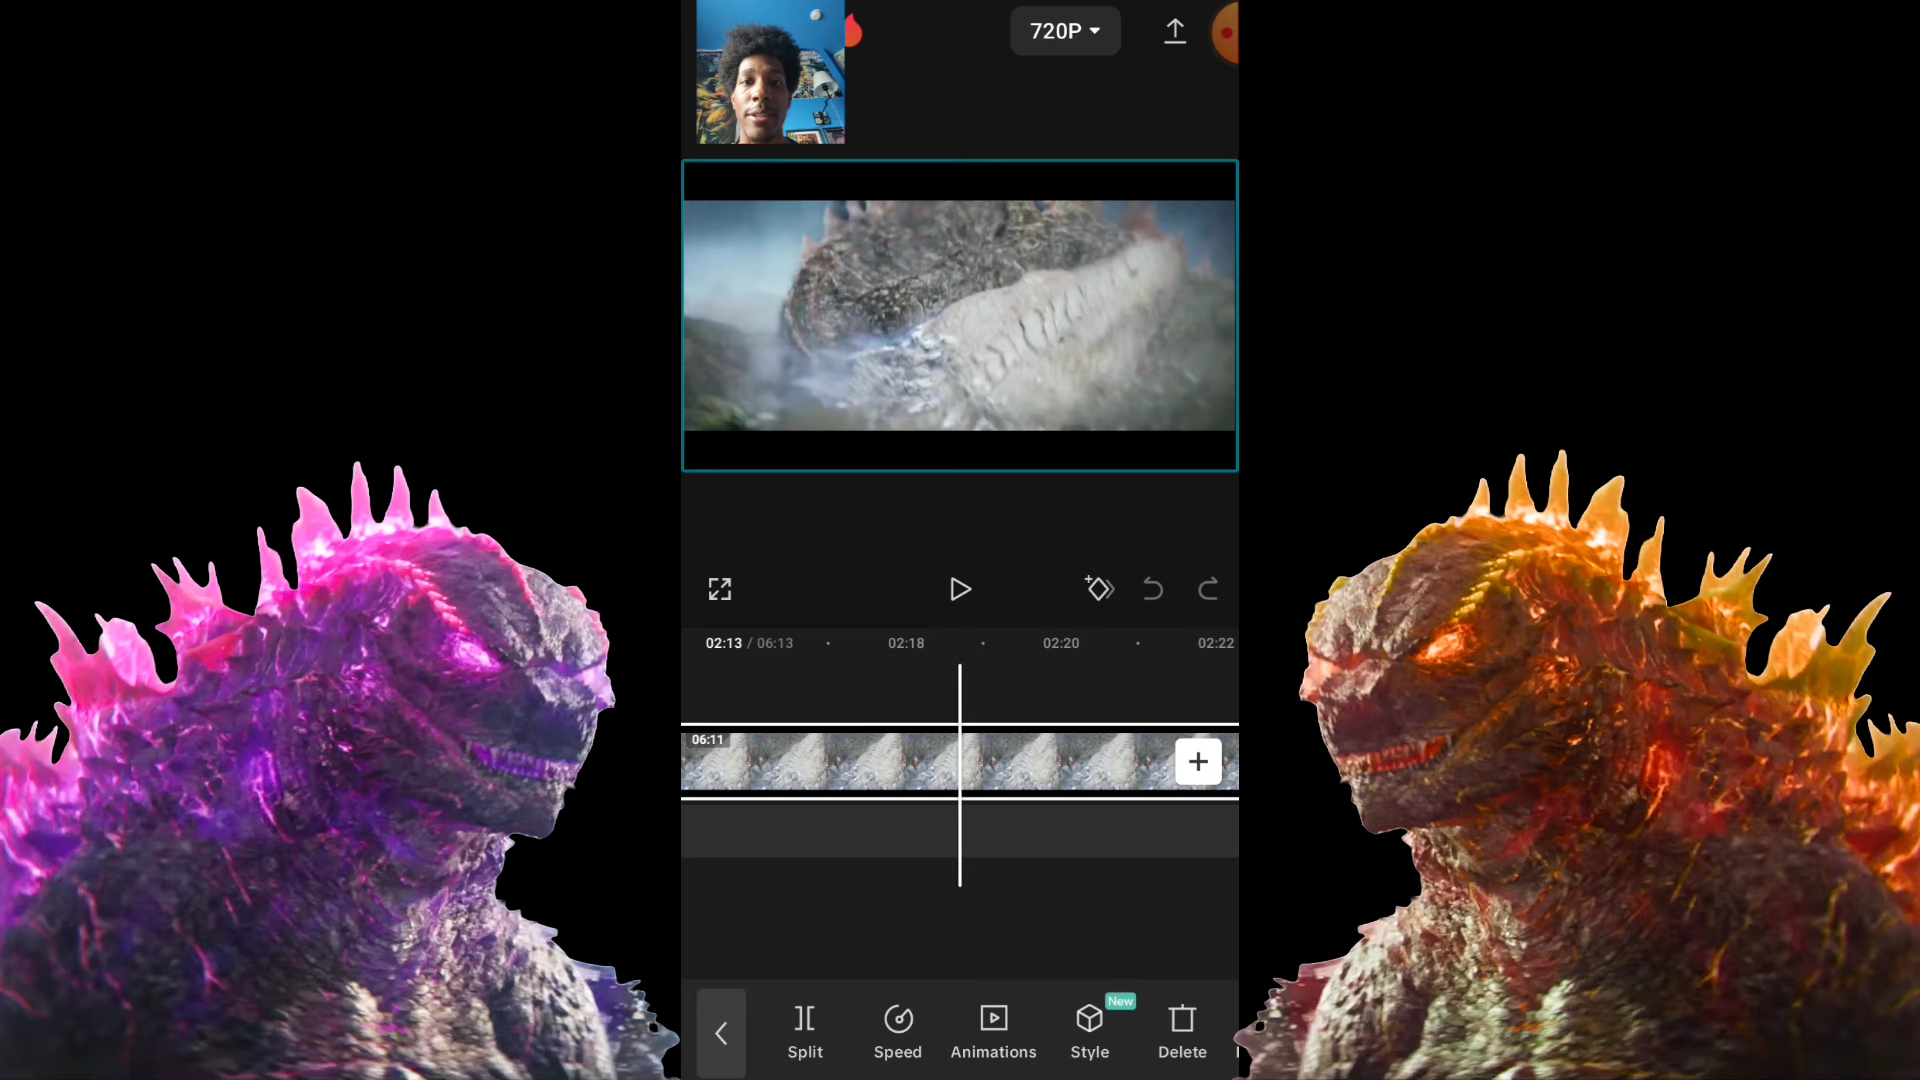 720P
02:13 / 06:13
02:18
02:20
02:22
06:11
New
Split
Speed
Animations
Style
Delete